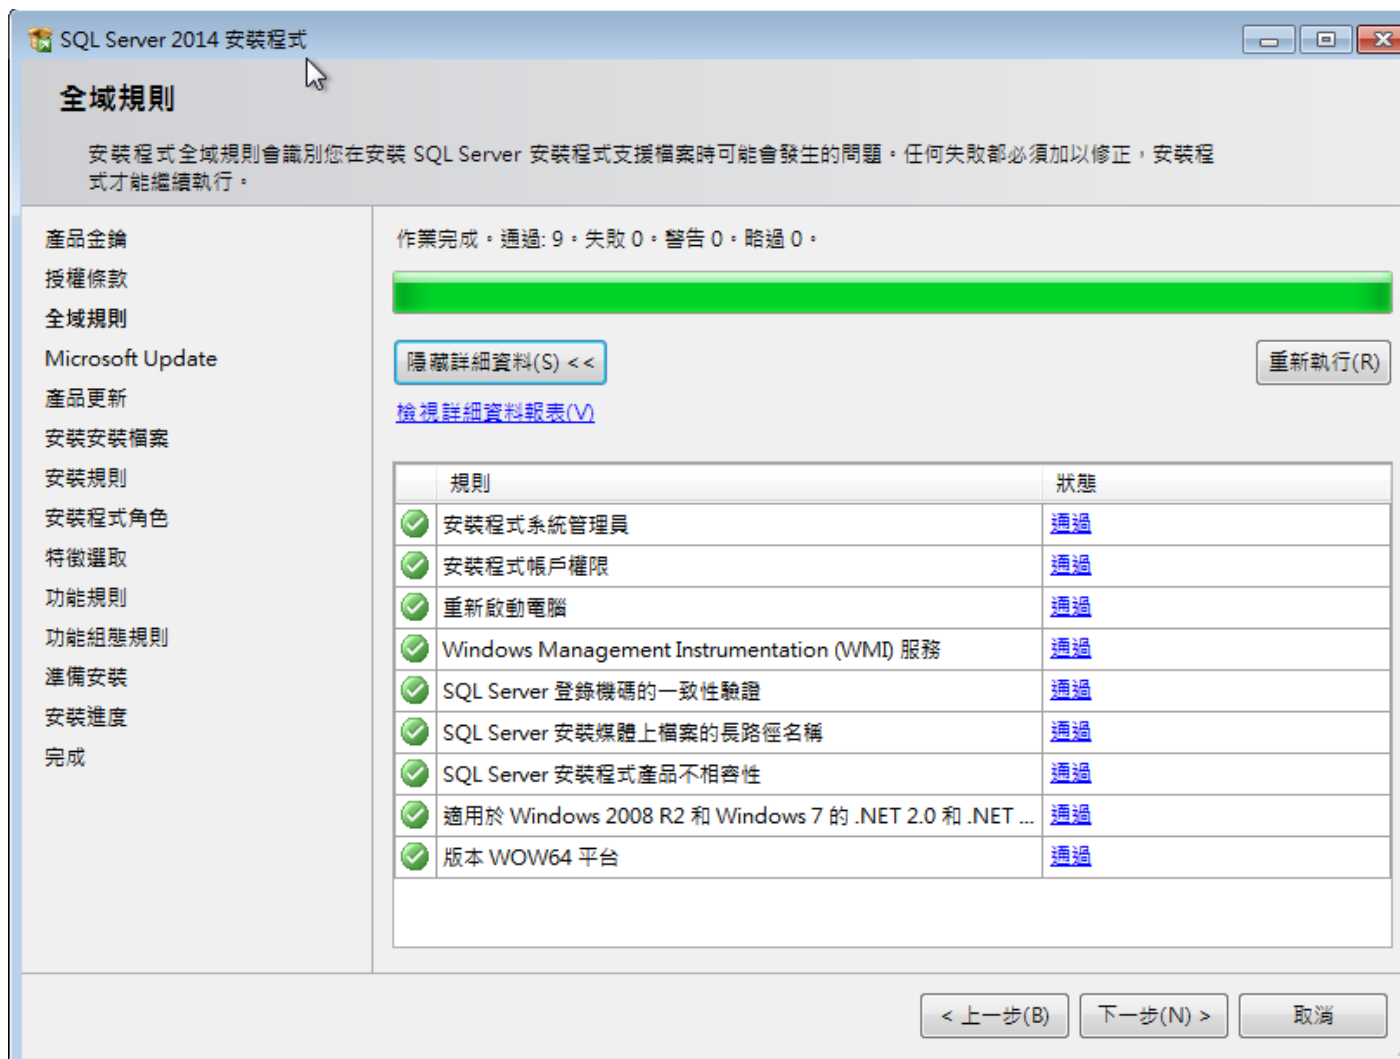 SQL Server 2014 安裝程式
全域規則
安裝程式全域規則會識別您在安裝 SQL Server 安裝程式支援檔案時可能會發生的問題。任何失敗都必須加以修正，安裝程
式才能繼續執行。
產品金鑰
授權條款
全域規則
Microsoft Update
產品更新
安裝安裝檔案
安裝規則
安裝程式角色
特徵選取
功能規則
功能組態規則
準備安裝
安裝進度
完成
作業完成。通過: 9。失敗 0。警告 0。略過 0。
隱藏詳細資料(S) <<
重新執行(R)
檢視詳細資料報表(V)
規則 狀態
安裝程式系統管理員 通過
安裝程式帳戶權限 通過
重新啟動電腦 通過
Windows Management Instrumentation (WMI) 服務 通過
SQL Server 登錄機碼的一致性驗證 通過
SQL Server 安裝媒體上檔案的長路徑名稱 通過
SQL Server 安裝程式產品不相容性 通過
適用於 Windows 2008 R2 和 Windows 7 的 .NET 2.0 和 .NET ... 通過
版本 WOW64 平台 通過
< 上一步(B) 下一步(N) > 取消